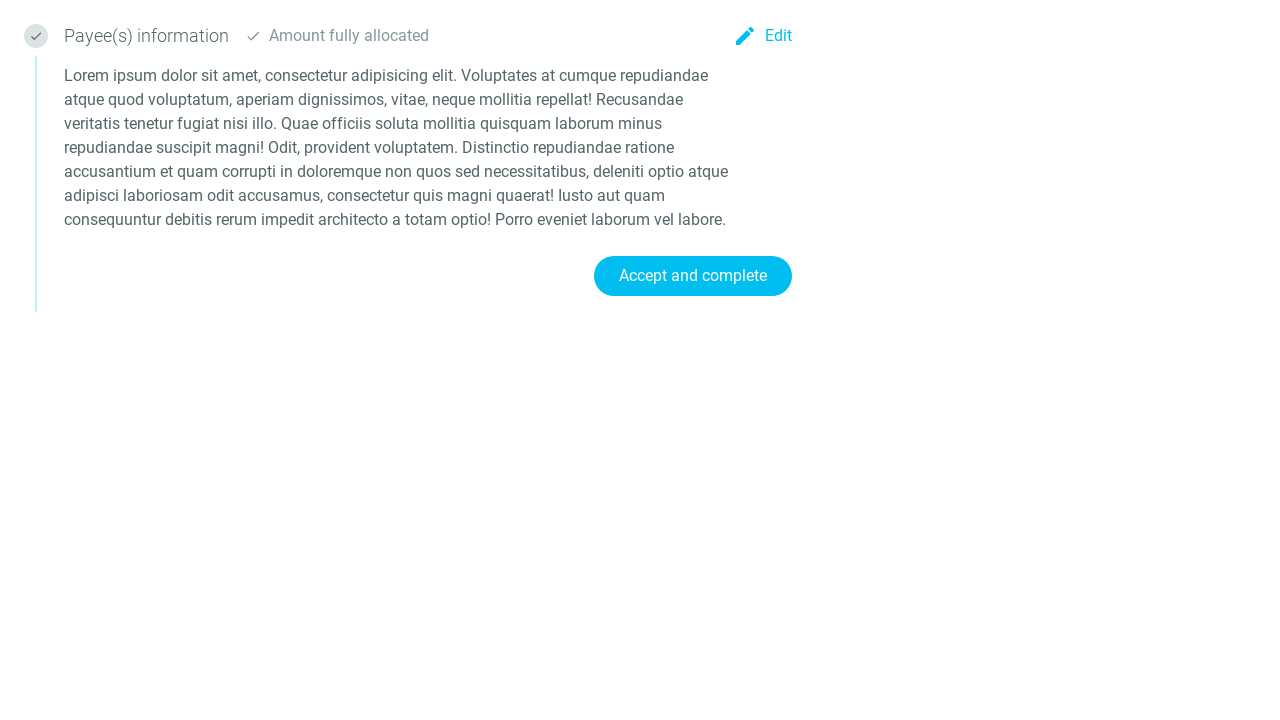 Payee(s) information Amount fully allocated Edit
Lorem ipsum dolor sit amet, consectetur adipisicing elit. Voluptates at cumque repudiandae
atque quod voluptatum, aperiam dignissimos, vitae, neque mollitia repellat! Recusandae
veritatis tenetur fugiat nisi illo. Quae officiis soluta mollitia quisquam laborum minus
repudiandae suscipit magni! Odit, provident voluptatem. Distinctio repudiandae ratione
accusantium et quam corrupti in doloremque non quos sed necessitatibus, deleniti optio atque
adipisci laboriosam odit accusamus, consectetur quis magni quaerat! Iusto aut quam
consequuntur debitis rerum impedit architecto a totam optio! Porro eveniet laborum vel labore.
Accept and complete